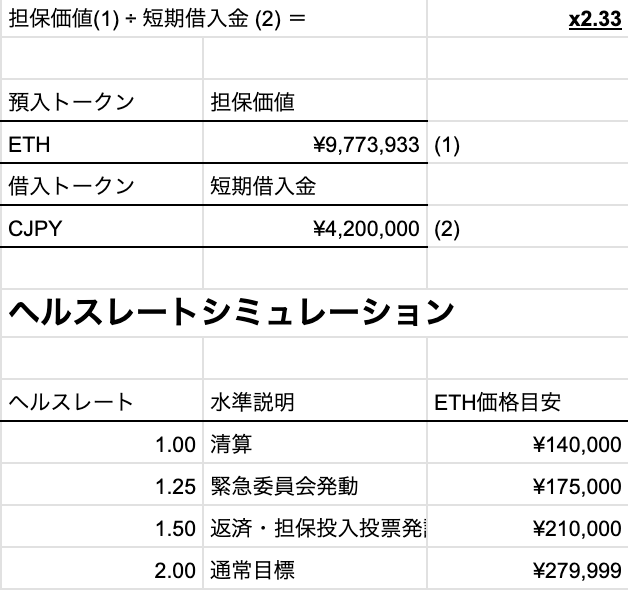 担保価値(1) ÷ 短期借入金 (2) ＝ x2.33
預入トークン 担保価値
ETH ¥9,773,933 (1)
借入トークン 短期借入金
CJPY ¥4,200,000 (2)
ヘルスレートシミュレーション
ヘルスレート 水準説明 ETH価格目安
1.00 清算 ¥140,000
1.25 緊急委員会発動 ¥175,000
1.50 返済・担保投入投票発 ¥210,000
2.00 通常目標 ¥279,999